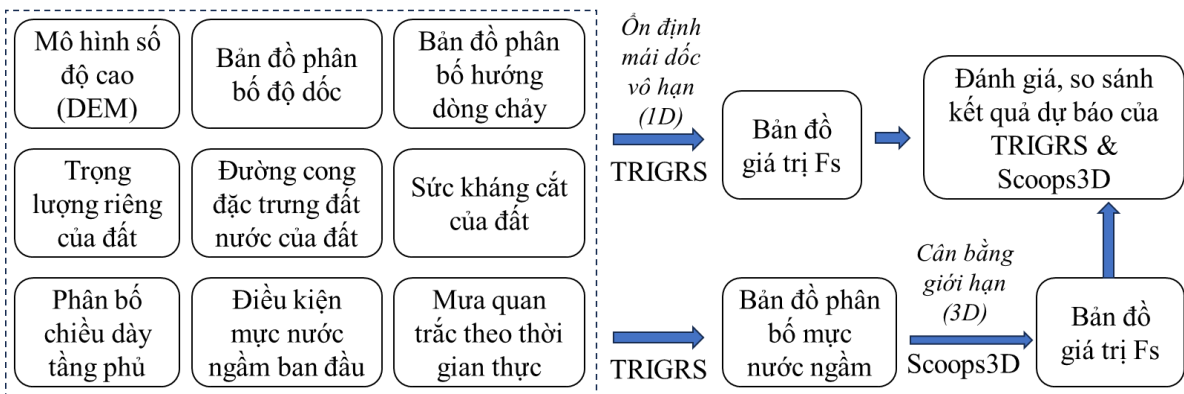 Mô hình số
độ cao
(DEM)
Bản đồ phân
bố độ dốc
Bản đồ phân
bố hướng
dòng chảy
Trọng
lượng riêng
của đất
Đường cong
đặc trưng đất
nước của đất
Sức kháng cắt
của đất
Phân bố
chiều dày
tầng phủ
Điều kiện
mực nước
ngầm ban đầu
Mưa quan
trắc theo thời
gian thực
Ổn định
mái dốc
vô hạn
(1D)
TRIGRS
Bản đồ
giá trị Fs
Đánh giá, so sánh
kết quả dự báo của
TRIGRS &
Scoops3D
TRIGRS
Bản đồ phân
bố mực
nước ngầm
Cân bằng
giới hạn
(3D)
Scoops3D
Bản đồ
giá trị Fs